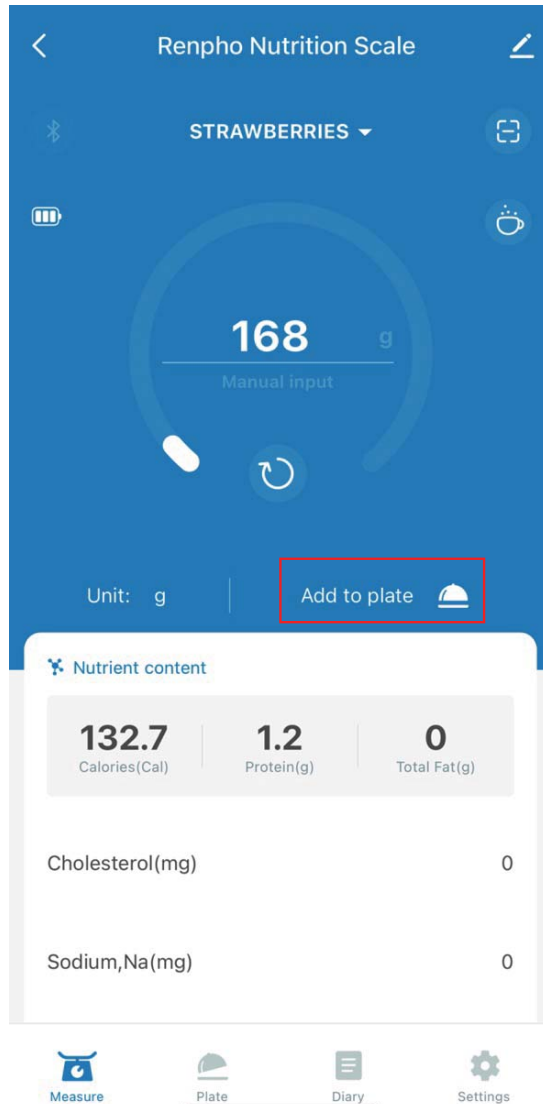 Renpho Nutrition Scale
STRAWBERRIES
168 g
Manual input
Unit: g
Add to plate
Nutrient content
132.7 1.2 0
Calories(Cal) Protein(g) Total Fat(g)
Cholesterol(mg) 0
Sodium,Na(mg) 0
Measure Plate Diary Settings